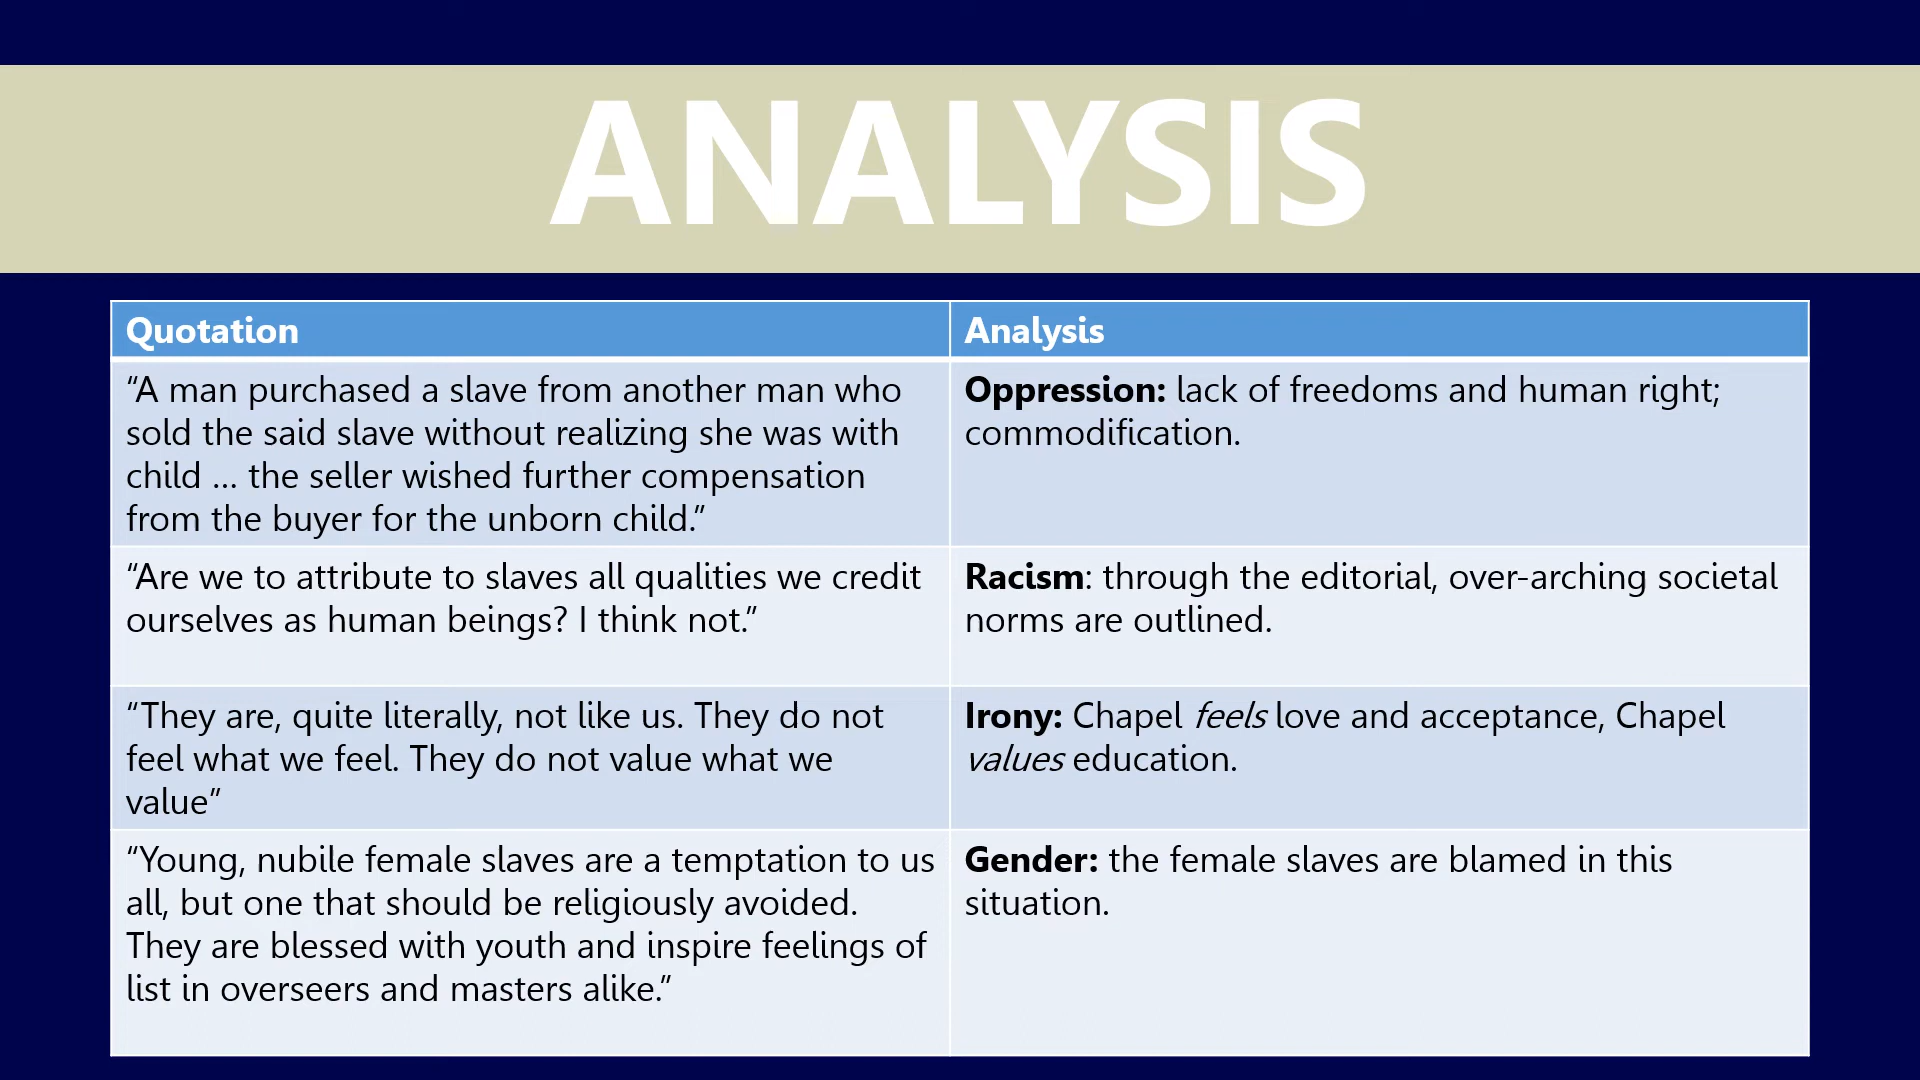 ANALYSIS
Quotation
Analysis
“A man purchased a slave from another man who
sold the said slave without realizing she was with
child … the seller wished further compensation
from the buyer for the unborn child.”
Oppression: lack of freedoms and human right;
commodification.
“Are we to attribute to slaves all qualities we credit
ourselves as human beings? I think not.”
Racism: through the editorial, over-arching societal
norms are outlined.
“They are, quite literally, not like us. They do not
feel what we feel. They do not value what we
value”
Irony: Chapel feels love and acceptance, Chapel
values education.
“Young, nubile female slaves are a temptation to us
all, but one that should be religiously avoided.
They are blessed with youth and inspire feelings of
list in overseers and masters alike.”
Gender: the female slaves are blamed in this
situation.